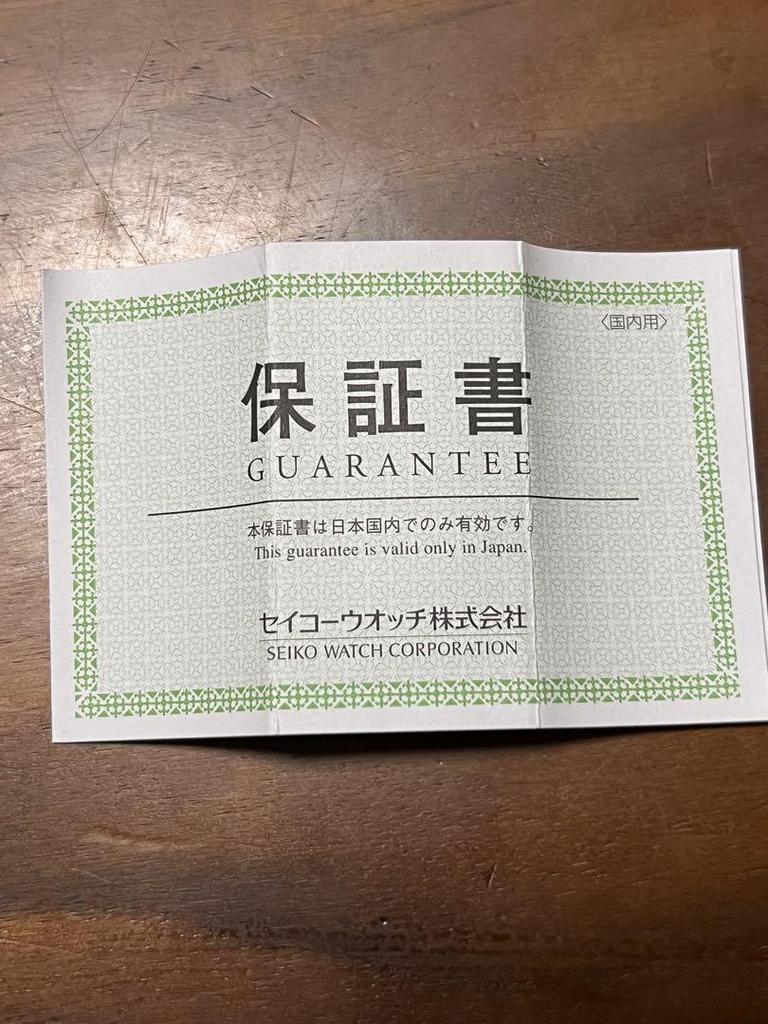 〈国内用〉
保証書
GUARANTEE
本保証書は日本国内でのみ有効です。
This guarantee is valid only in Japan.
セイコーウオッチ株式会社
SEIKO WATCH CORPORATION